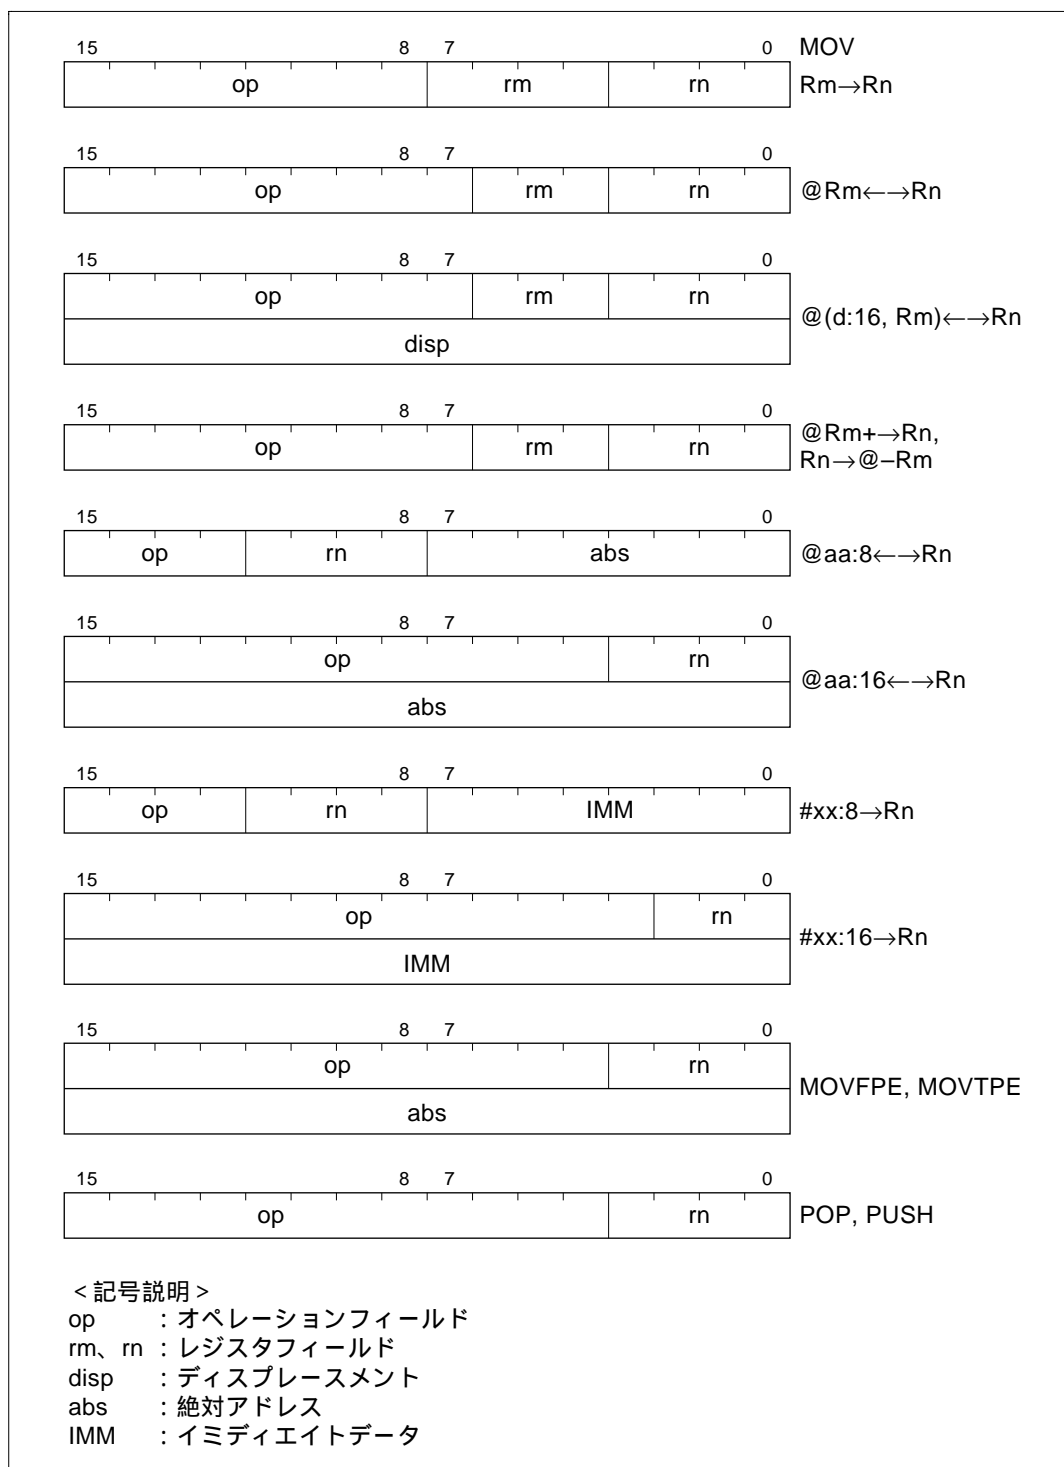 15 8 7 0 MOV
op rm rn Rm→Rn
15 8 7 0
op rm rn @Rm←→Rn
15 8 7 0
op rm rn
@(d:16, Rm)←→Rn
disp
15 8 7 0
@Rm+→Rn,
op rm rn
Rn→@–Rm
15 8 7 0
op rn abs @aa:8←→Rn
15 8 7 0
op rn
@aa:16←→Rn
abs
15 8 7 0
op rn IMM #xx:8→Rn
15 8 7 0
op rn
#xx:16→Rn
IMM
15 8 7 0
op rn
MOVFPE, MOVTPE
abs
15 8 7 0
op rn POP, PUSH
<記号説明>
op :オペレーションフィールド
rm、rn :レジスタフィールド
disp :ディスプレースメント
abs :絶対アドレス
IMM :イミディエイトデータ